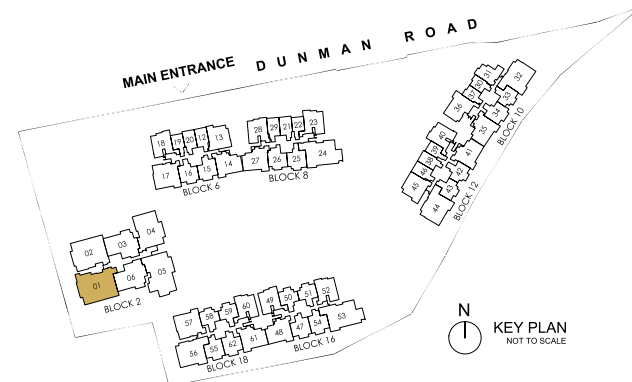 DUNMAN ROAD
MAIN ENTRANCE
18 19 20 12 13
17 16 15 14
BLOCK 6
28 29 21 22 23
27 26 25 24
BLOCK 8
31 32
30
37 33
36 34
35
BLOCK 10
40
39 41
38
46 42
45 43
44
BLOCK 12
04
02 03
01 06 05
BLOCK 2
57 58 59 60
56 55 62 61
BLOCK 18
49 50 51 52
48 47 54 53
BLOCK 16
N
KEY PLAN
NOT TO SCALE